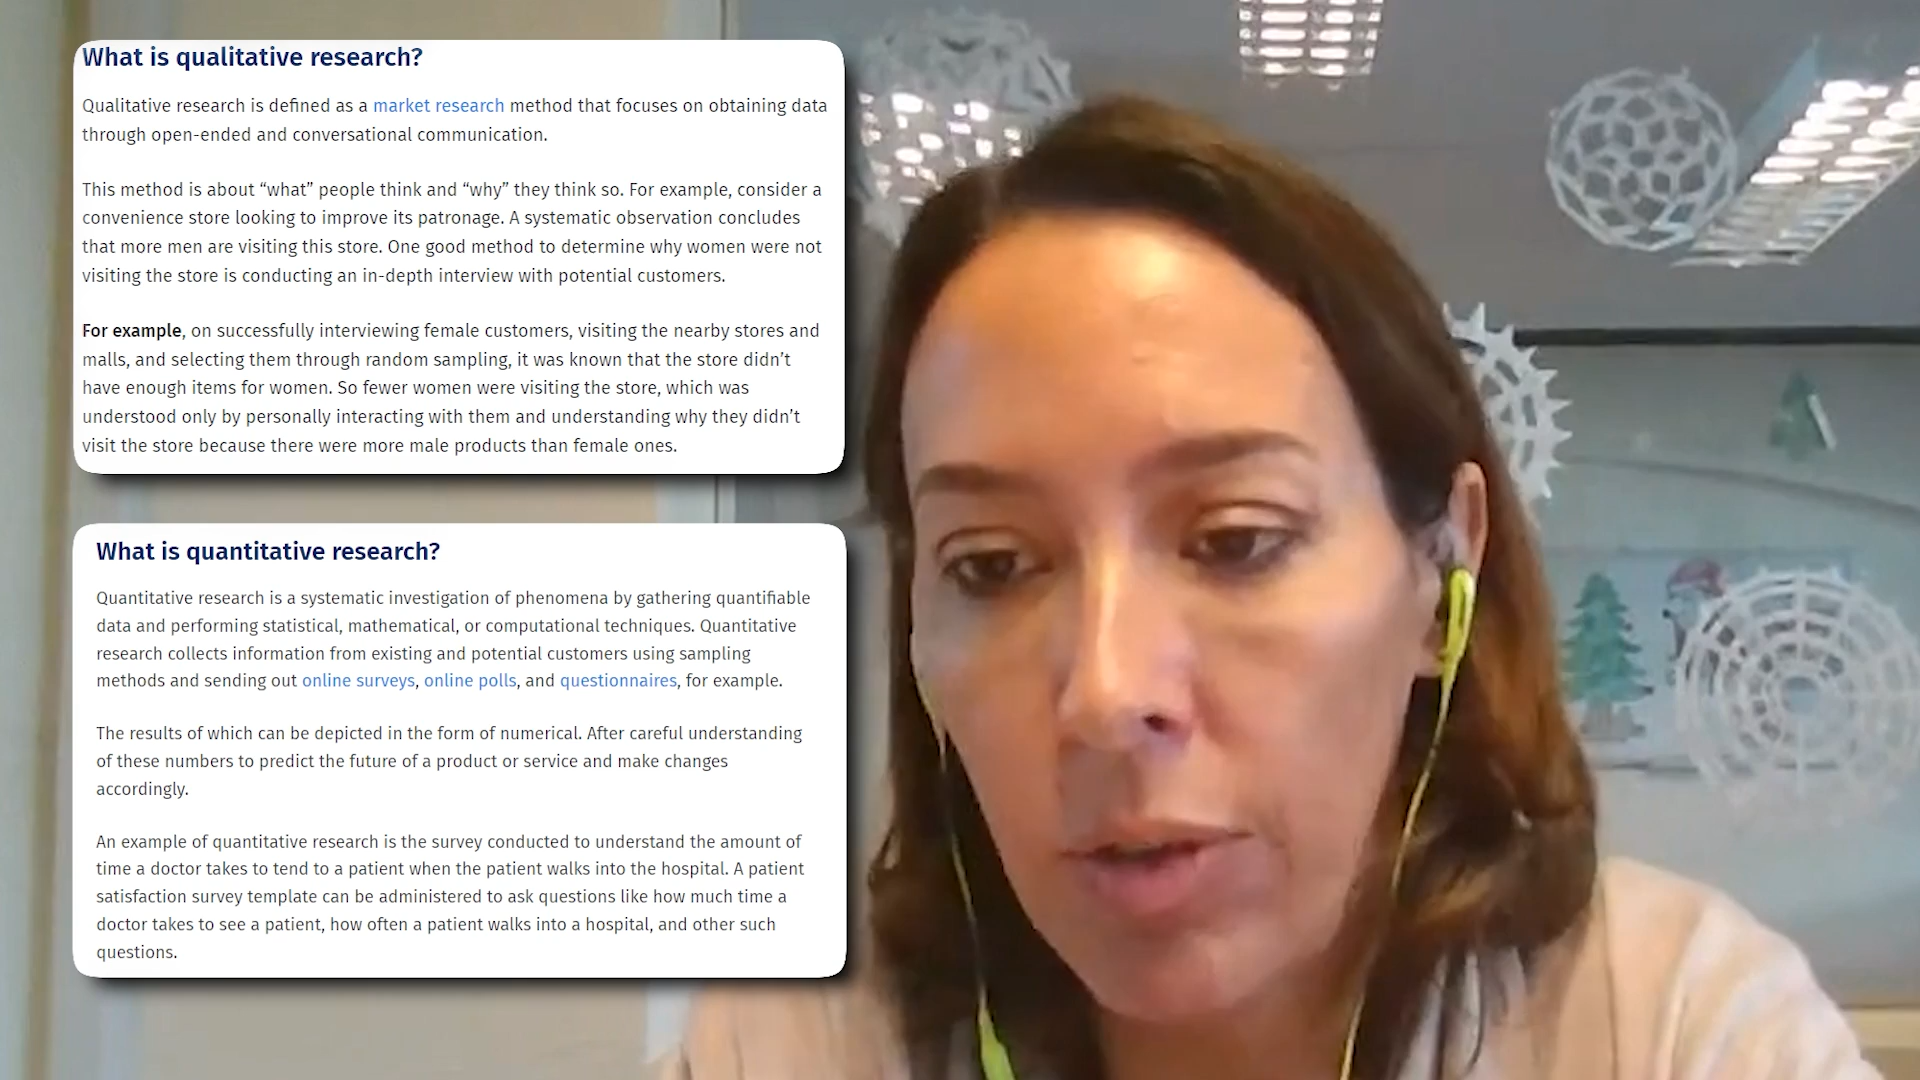 What is qualitative research?
Qualitative research is defined as a market research method that focuses on obtaining data
through open-ended and conversational communication.
This method is about “what” people think and “why” they think so. For example, consider a
convenience store looking to improve its patronage. A systematic observation concludes
that more men are visiting this store. One good method to determine why women were not
visiting the store is conducting an in-depth interview with potential customers.
For example, on successfully interviewing female customers, visiting the nearby stores and
malls, and selecting them through random sampling, it was known that the store didn’t
have enough items for women. So fewer women were visiting the store, which was
understood only by personally interacting with them and understanding why they didn’t
visit the store because there were more male products than female ones.
What is quantitative research?
Quantitative research is a systematic investigation of phenomena by gathering quantifiable
data and performing statistical, mathematical, or computational techniques. Quantitative
research collects information from existing and potential customers using sampling
methods and sending out online surveys, online polls, and questionnaires, for example.
The results of which can be depicted in the form of numerical. After careful understanding
of these numbers to predict the future of a product or service and make changes
accordingly.
An example of quantitative research is the survey conducted to understand the amount of
time a doctor takes to tend to a patient when the patient walks into the hospital. A patient
satisfaction survey template can be administered to ask questions like how much time a
doctor takes to see a patient, how often a patient walks into a hospital, and other such
questions.